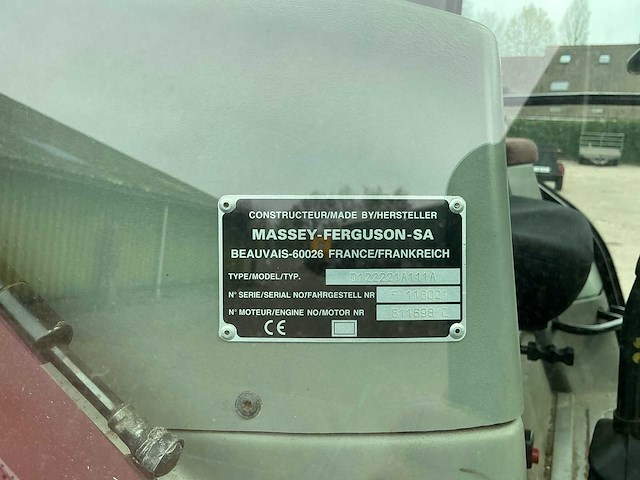 CONSTRUCTEUR/MADE BY/HERSTELLER
MASSEY-FERGUSON-SA
BEAUVAIS-60026 FRANCE/FRANKREICH
TYPE/MODEL/TYP. D122221A111A
N° SERIE/SERIAL NO/FAHRGESTELL NR
N° MOTEUR/ENGINE NO/MOTOR NR
CE